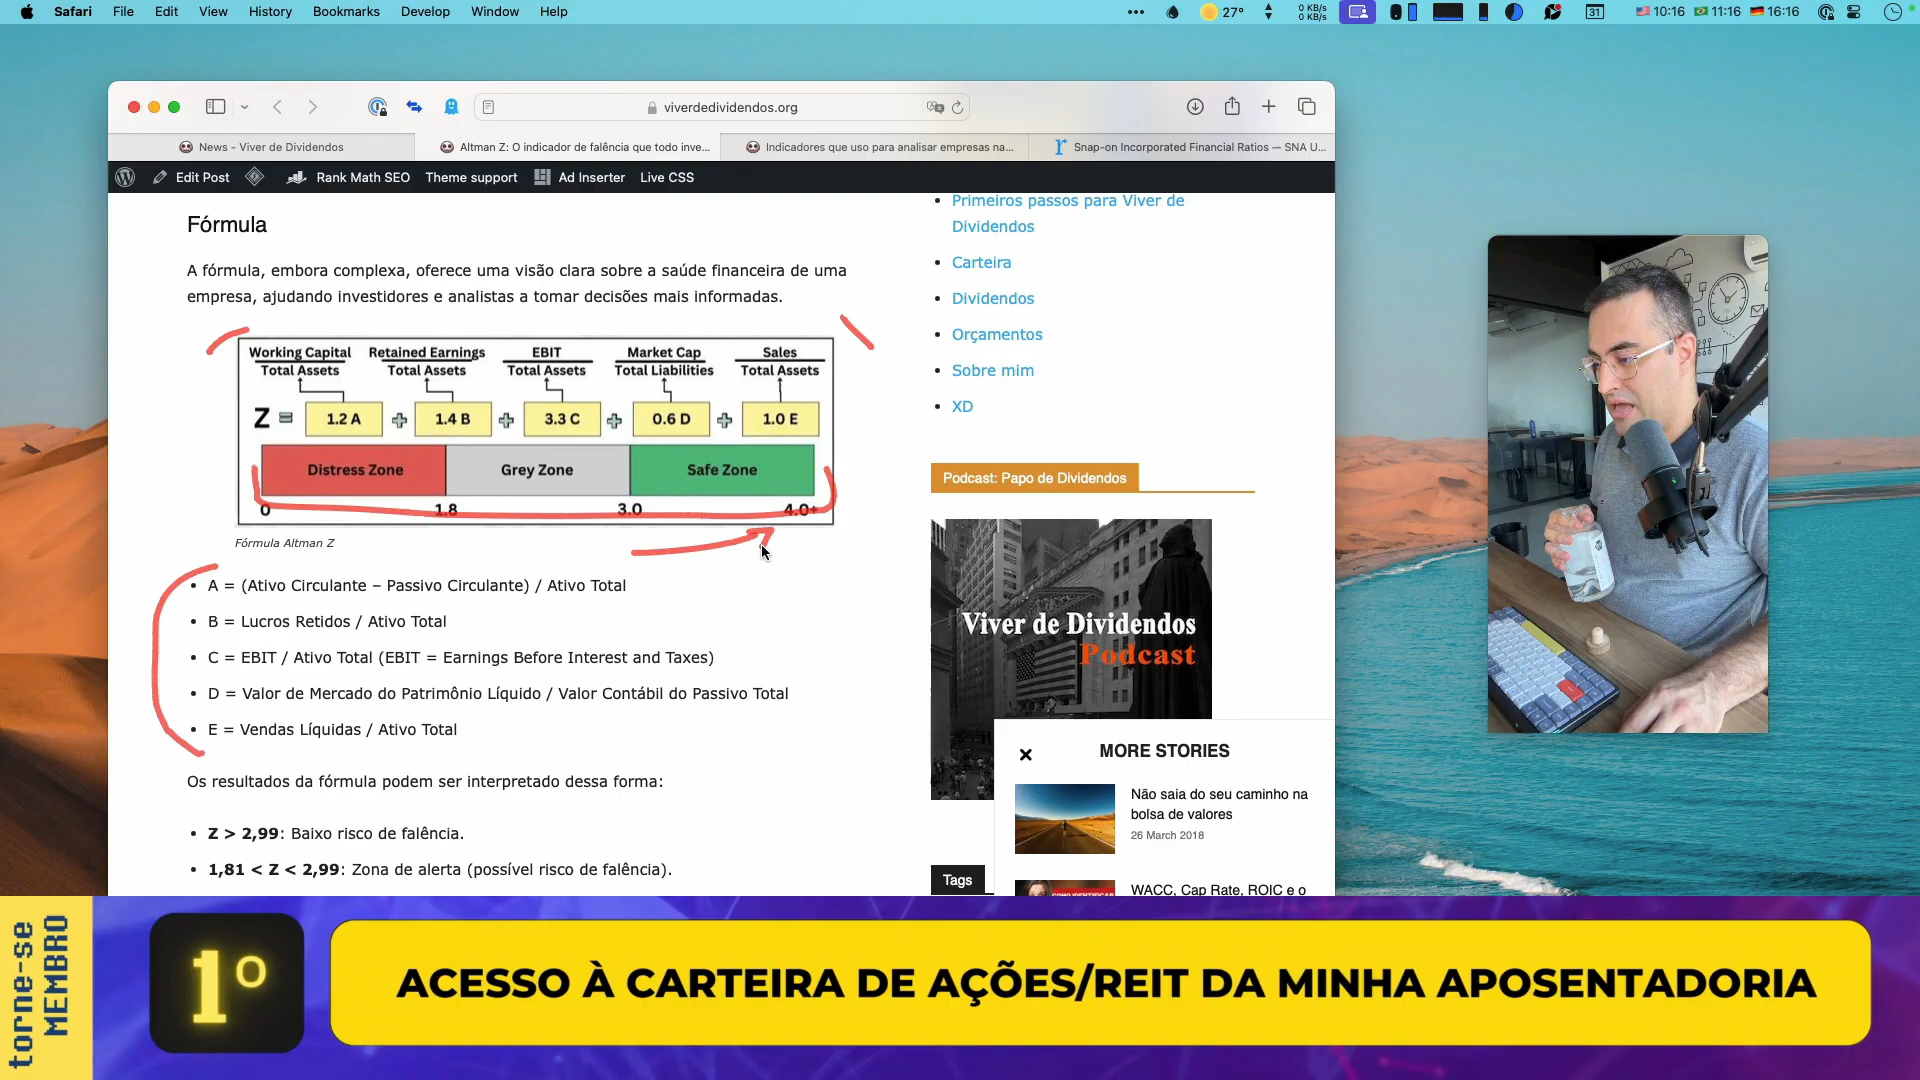 Safari File Edit View History Bookmarks Develop Window Help
27°
0 KB/s
0 KB/s
31
10:16 11:16 16:16
viverdedividendos.org
News - Viver de Dividendos
Altman Z: O indicador de falência que todo inve...
Indicadores que uso para analisar empresas na...
Snap-on Incorporated Financial Ratios — SNA U...
Edit Post Rank Math SEO Theme support Ad Inserter Live CSS
Fórmula
A fórmula, embora complexa, oferece uma visão clara sobre a saúde financeira de uma
empresa, ajudando investidores e analistas a tomar decisões mais informadas.
Working Capital Retained Earnings EBIT Market Cap Sales
Total Assets Total Assets Total Assets Total Liabilities Total Assets
Z = 1.2 A + 1.4 B + 3.3 C + 0.6 D + 1.0 E
Distress Zone Grey Zone Safe Zone
0 1.8 3.0 4.0+
Fórmula Altman Z
• A = (Ativo Circulante – Passivo Circulante) / Ativo Total
• B = Lucros Retidos / Ativo Total
• C = EBIT / Ativo Total (EBIT = Earnings Before Interest and Taxes)
• D = Valor de Mercado do Patrimônio Líquido / Valor Contábil do Passivo Total
• E = Vendas Líquidas / Ativo Total
Os resultados da fórmula podem ser interpretado dessa forma:
• Z > 2,99: Baixo risco de falência.
• 1,81 < Z < 2,99: Zona de alerta (possível risco de falência).
• Primeiros passos para Viver de
Dividendos
• Carteira
• Dividendos
• Orçamentos
• Sobre mim
• XD
Podcast: Papo de Dividendos
Viver de Dividendos
Podcast
MORE STORIES
Não saia do seu caminho na
bolsa de valores
26 March 2018
WACC, Cap Rate, ROIC e o
Tags
torne-se
MEMBRO
1º
ACESSO À CARTEIRA DE AÇÕES/REIT DA MINHA APOSENTADORIA